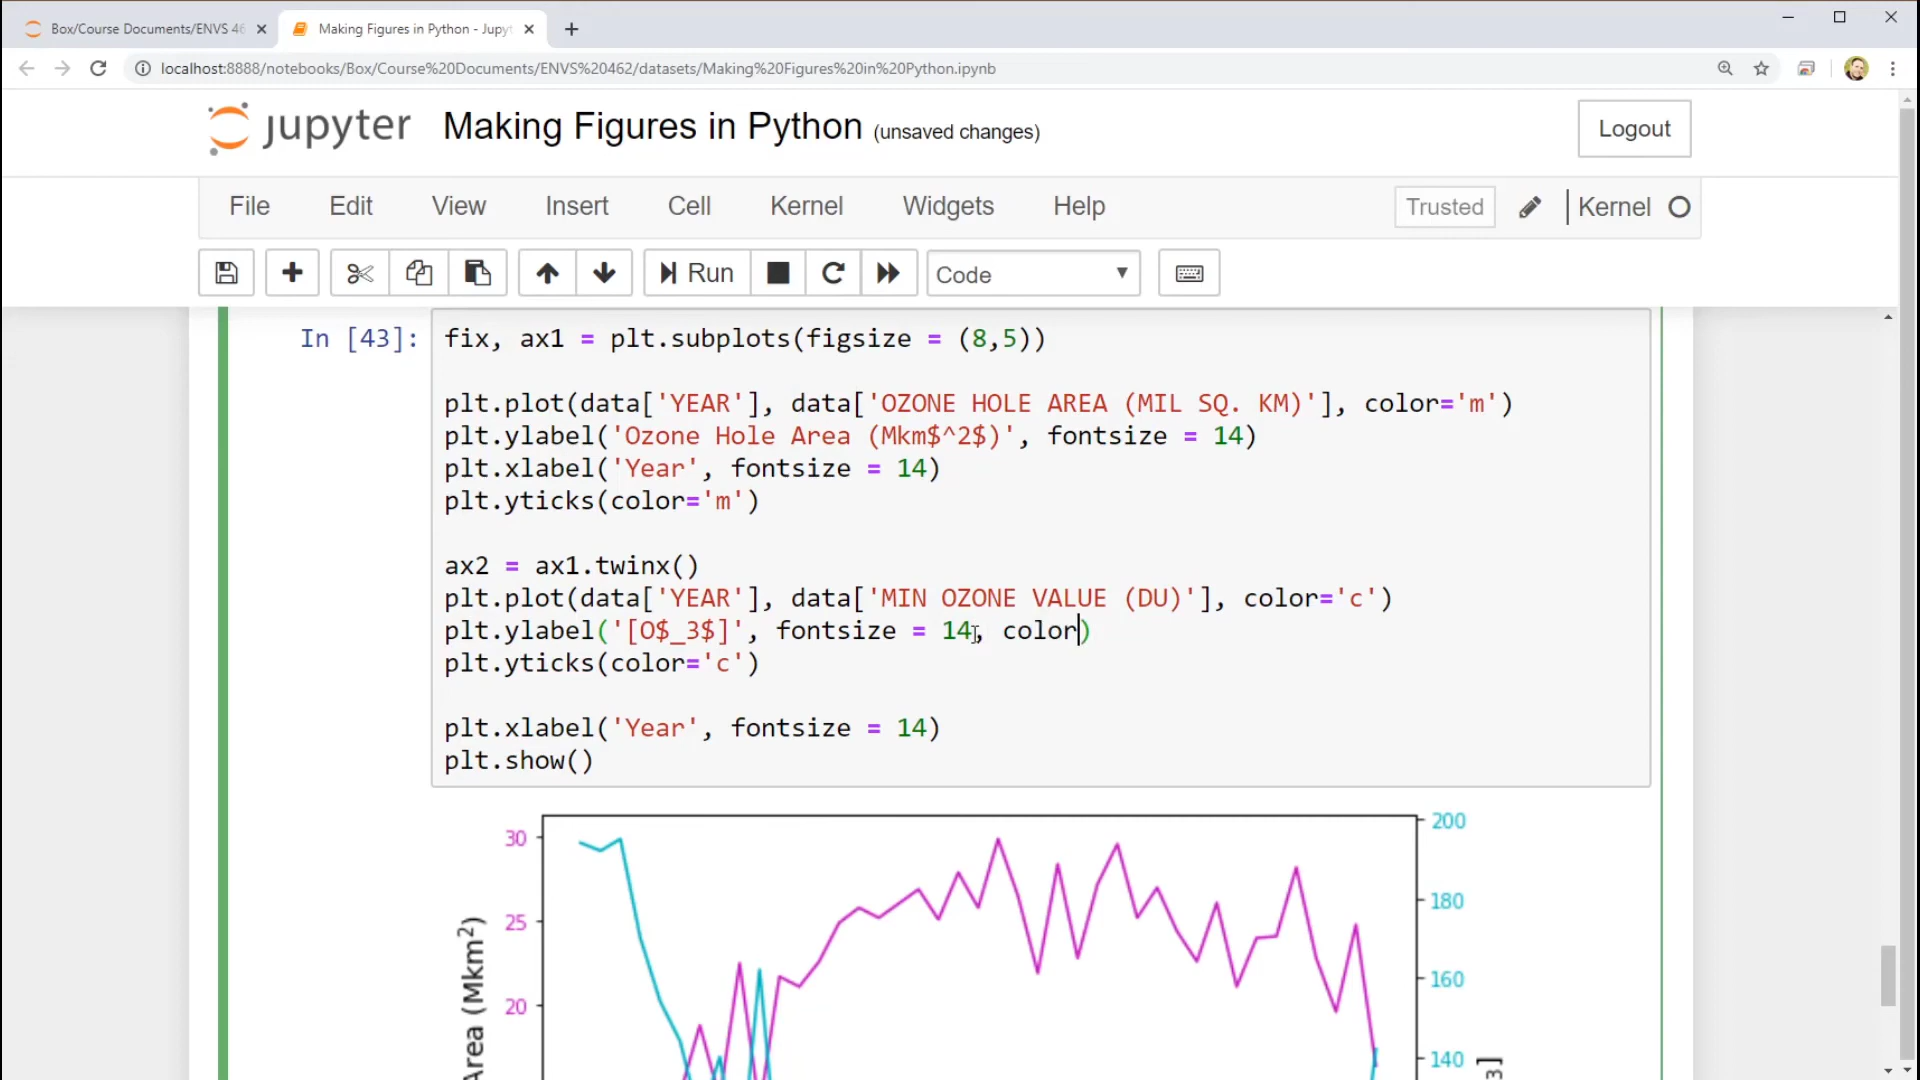 Box/Course Documents/ENVS 46
Making Figures in Python - Jupyt
localhost:8888/notebooks/Box/Course%20Documents/ENVS%20462/datasets/Making%20Figures%20in%20Python.ipynb
jupyter Making Figures in Python (unsaved changes)
Logout
File Edit View Insert Cell Kernel Widgets Help Trusted Kernel
Run Code
In [43]:
fix, ax1 = plt.subplots(figsize = (8,5))
plt.plot(data['YEAR'], data['OZONE HOLE AREA (MIL SQ. KM)'], color='m')
plt.ylabel('Ozone Hole Area (Mkm$^2$)', fontsize = 14)
plt.xlabel('Year', fontsize = 14)
plt.yticks(color='m')
ax2 = ax1.twinx()
plt.plot(data['YEAR'], data['MIN OZONE VALUE (DU)'], color='c')
plt.ylabel('[O$_3$]', fontsize = 14, color)
plt.yticks(color='c')
plt.xlabel('Year', fontsize = 14)
plt.show()
30
25
20
Area (Mkm²)
200
180
160
140
3]